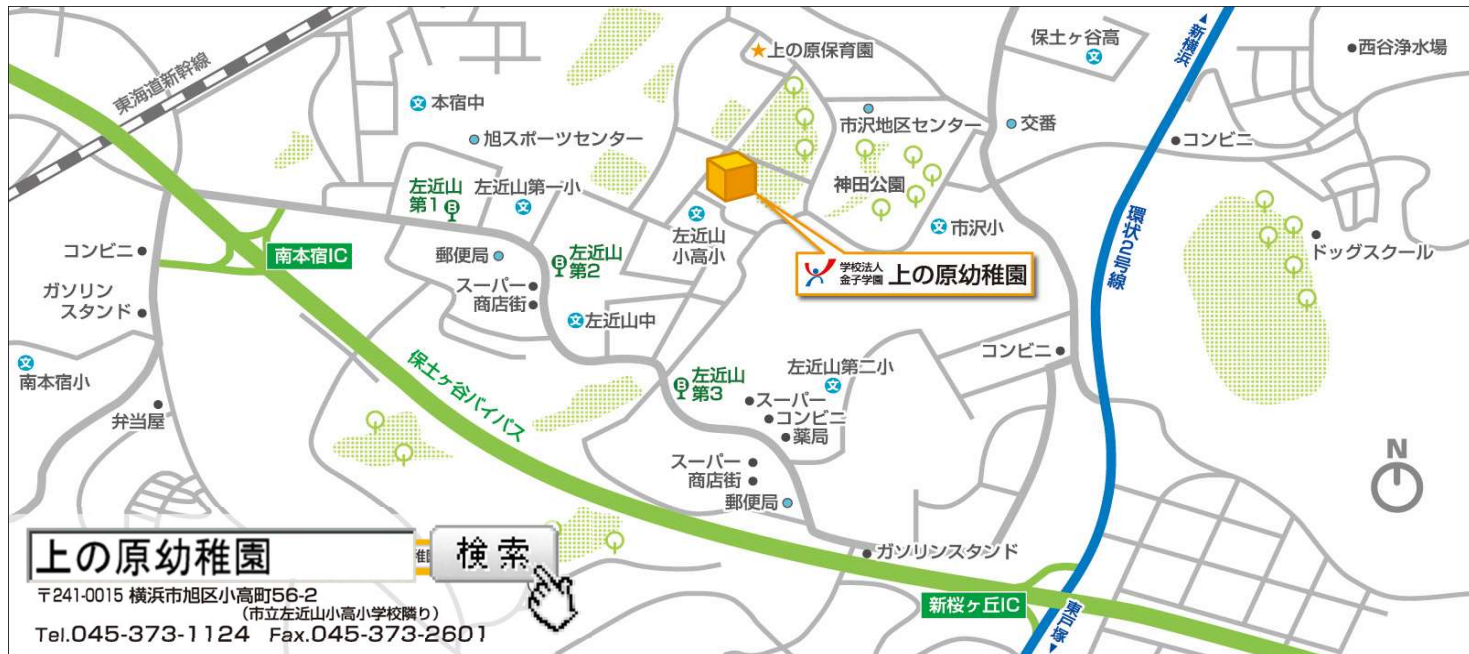 東海道新幹線
本宿中
旭スポーツセンター
★上の原保育園
市沢地区センター
保土ヶ谷高
文
▲新横浜
西谷浄水場
交番
コンビニ
文
左近山
第1
B
左近山第一小
文
左近山
小高小
文
神田公園
市沢小
文
環状2号線
ドッグスクール
コンビニ
南本宿IC
郵便局
左近山
第2
B
学校法人
金子学園
上の原幼稚園
ガソリン
スタンド
スーパー
商店街
左近山中
文
南本宿小
文
弁当屋
保土ヶ谷バイパス
左近山
第3
B
左近山第二小
文
コンビニ
スーパー
コンビニ
薬局
スーパー
商店街
郵便局
N
ガソリンスタンド
新桜ヶ丘IC
東戸塚▼
上の原幼稚園
稚園
検索
〒241-0015 横浜市旭区小高町56-2
(市立左近山小高小学校隣り)
Tel.045-373-1124 Fax.045-373-2601